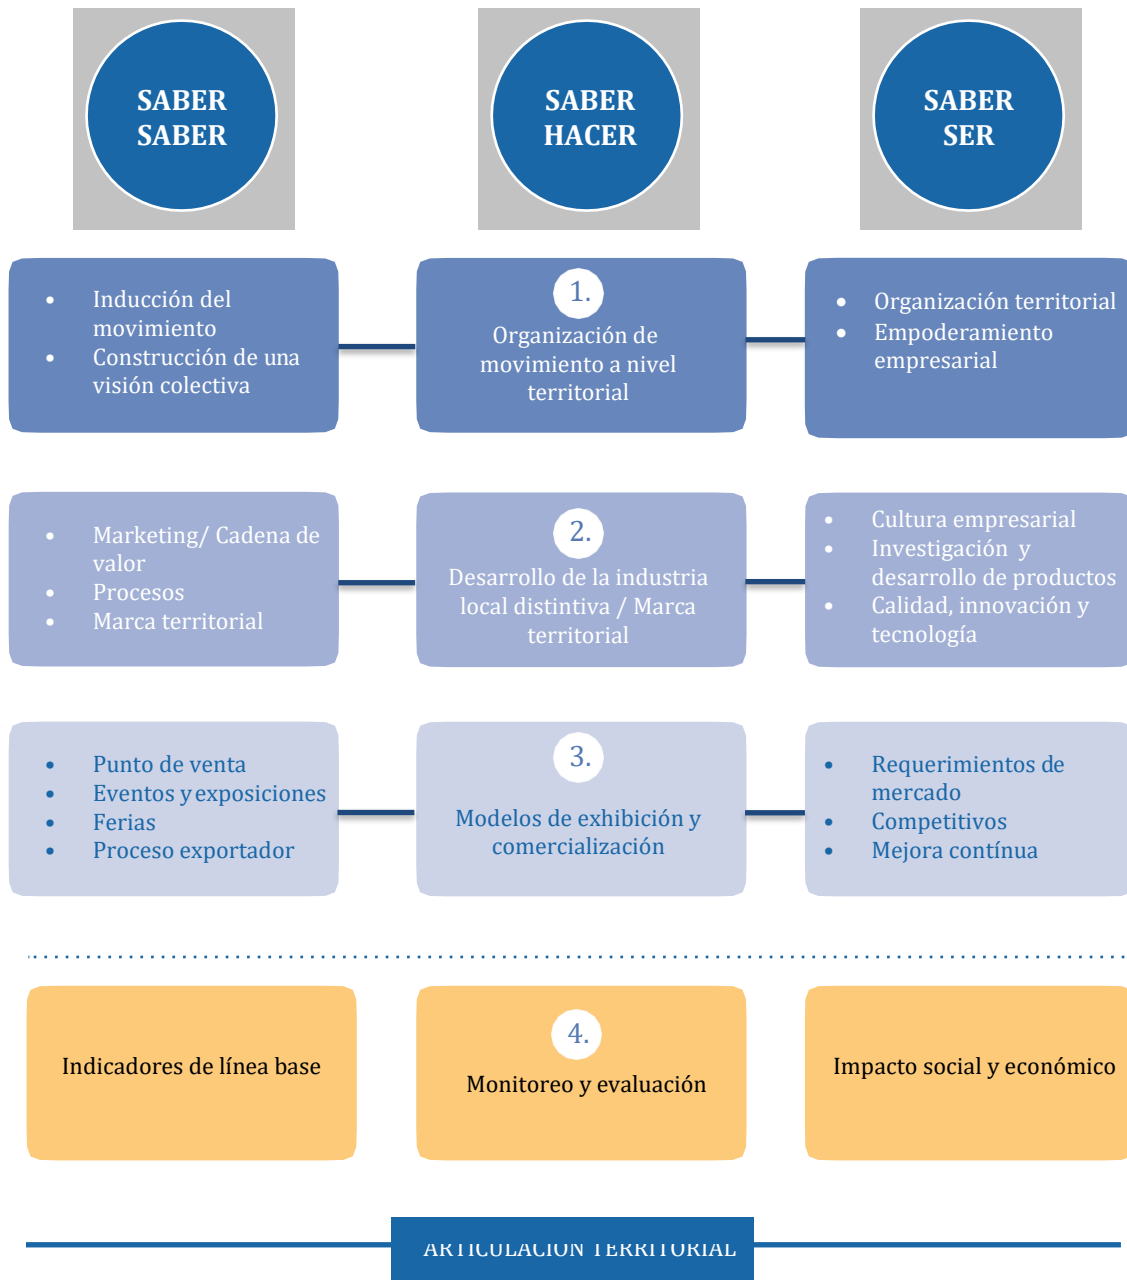 SABER
SABER
SABER
HACER
SABER
SER
• Inducción del
movimiento
• Construcción de una
visión colectiva
1.
Organización de
movimiento a nivel
territorial
• Organización territorial
• Empoderamiento
empresarial
• Marketing/ Cadena de
valor
• Procesos
• Marca territorial
2.
Desarrollo de la industria
local distintiva / Marca
territorial
• Cultura empresarial
• Investigación y
desarrollo de productos
• Calidad, innovación y
tecnología
• Punto de venta
• Eventos y exposiciones
• Ferias
• Proceso exportador
3.
Modelos de exhibición y
comercialización
• Requerimientos de
mercado
• Competitivos
• Mejora contínua
Indicadores de línea base
4.
Monitoreo y evaluación
Impacto social y económico
ARTICULACION TERRITORIAL